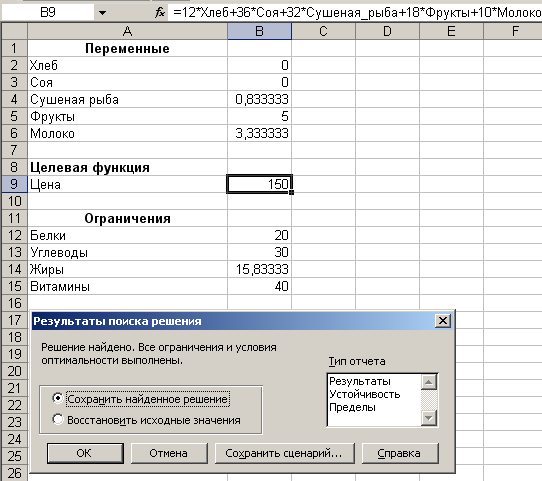 B9 fx =12*Хлеб+36*Соя+32*Сушеная_рыба+18*Фрукты+10*Молоко
A B C D E F
1 Переменные
2 Хлеб 0
3 Соя 0
4 Сушеная рыба 0,833333
5 Фрукты 5
6 Молоко 3,333333
7
8 Целевая функция
9 Цена 150
10
11 Ограничения
12 Белки 20
13 Углеводы 30
14 Жиры 15,83333
15 Витамины 40
16
17
18
19
20
21
22
23
24
25
26
Результаты поиска решения
Решение найдено. Все ограничения и условия
оптимальности выполнены.
Тип отчета
Результаты
Устойчивость
Пределы
Сохранить найденное решение
Восстановить исходные значения
ОК Отмена Сохранить сценарий... Справка